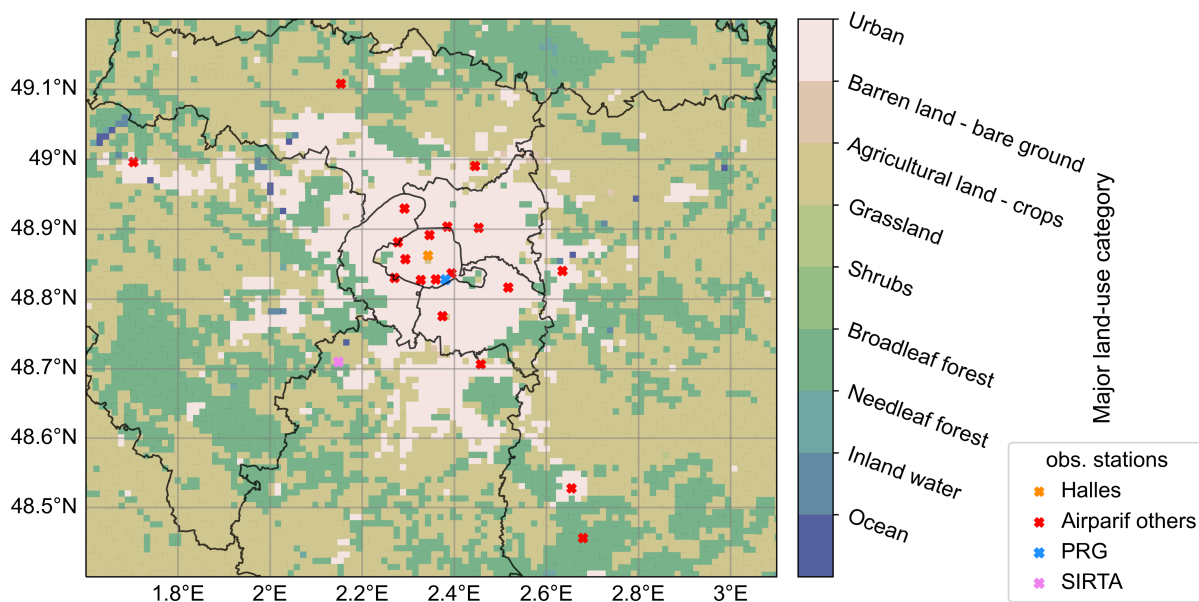 49.1°N
49°N
48.9°N
48.8°N
48.7°N
48.6°N
48.5°N
1.8°E
2°E
2.2°E
2.4°E
2.6°E
2.8°E
3°E
Urban
Barren land - bare ground
Agricultural land - crops
Grassland
Shrubs
Broadleaf forest
Needleaf forest
Inland water
Ocean
Major land-use category
obs. stations
Halles
Airparif others
PRG
SIRTA